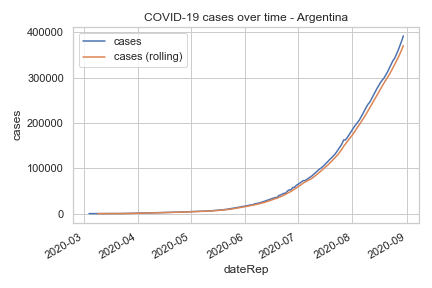 COVID-19 cases over time - Argentina
cases
cases (rolling)
400000
300000
200000
100000
0
cases
2020-03
2020-04
2020-05
2020-06
2020-07
2020-08
2020-09
dateRep